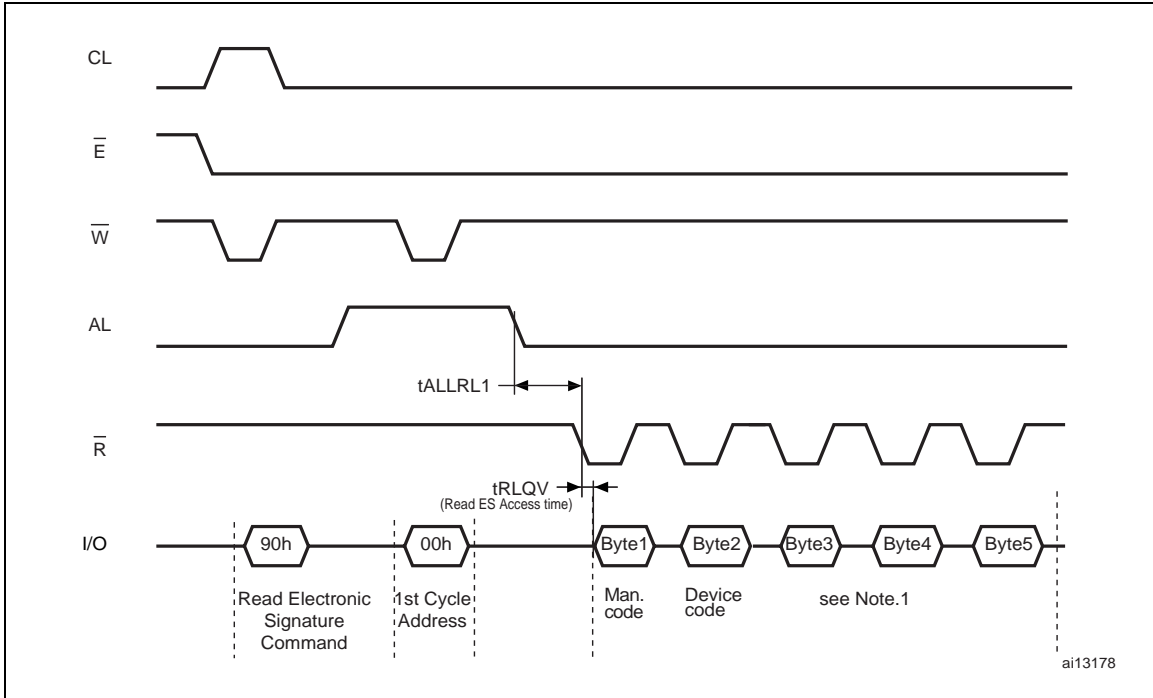 CL
E
W
AL
tALLRL1
R
tRLQV
(Read ES Access time)
I/O
90h
00h
Byte1
Byte2
Byte3
Byte4
Byte5
Read Electronic
Signature
Command
1st Cycle
Address
Man.
code
Device
code
see Note.1
ai13178